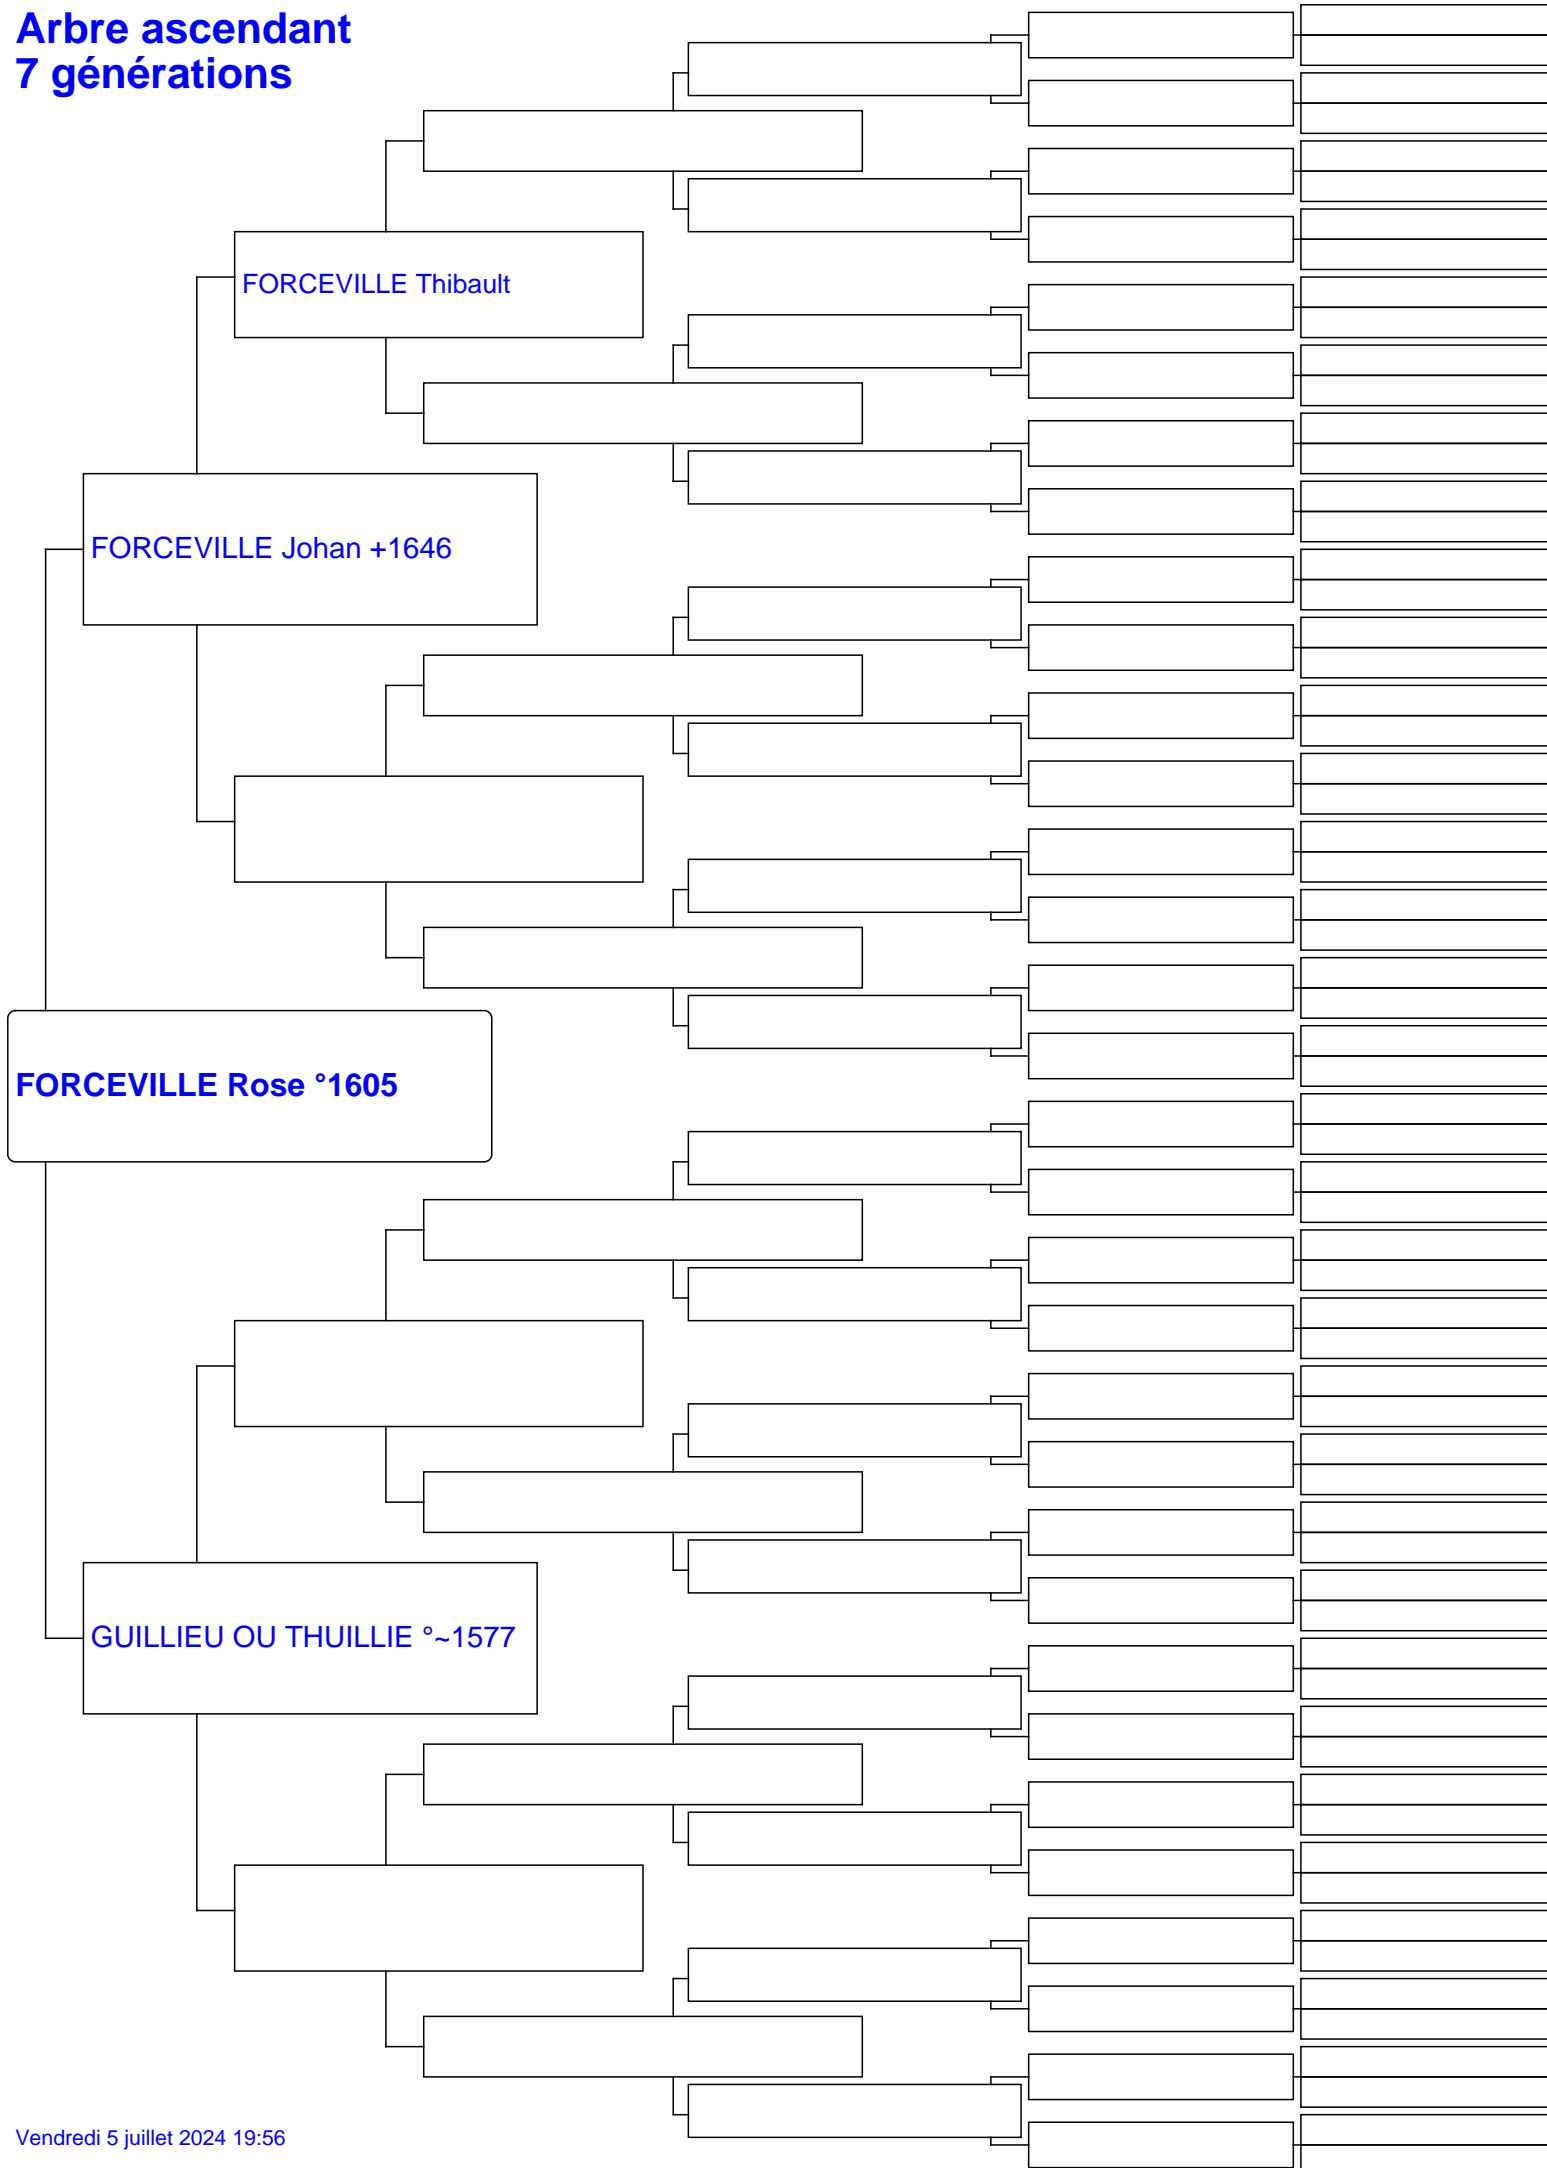 Arbre ascendant
7 générations
FORCEVILLE Thibault
FORCEVILLE Johan +1646
FORCEVILLE Rose °1605
GUILLIEU OU THUILLIE °~1577
Vendredi 5 juillet 2024 19:56